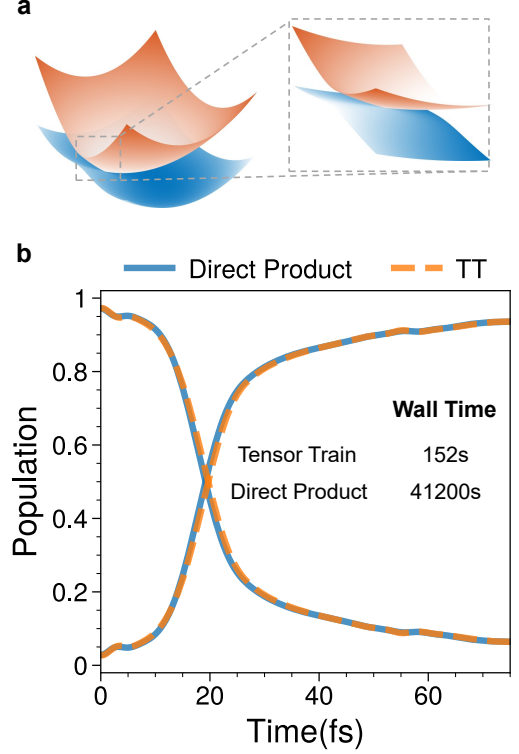 a
b
Direct Product
TT
1
0.8
0.6
0.4
0.2
0
Population
Wall Time
Tensor Train 152s
Direct Product 41200s
0 20 40 60
Time(fs)